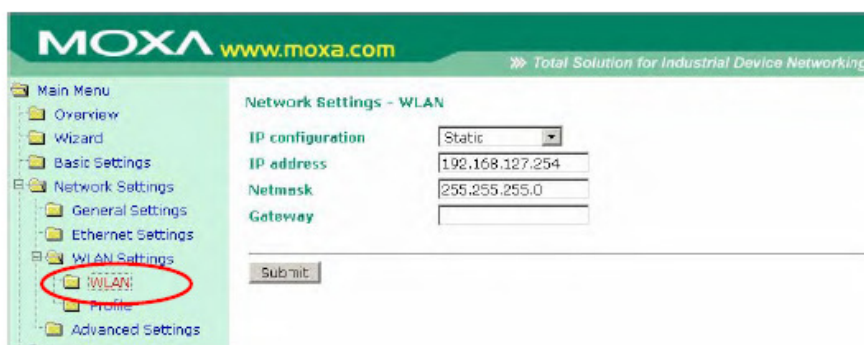 MOXA www.moxa.com
Total Solution for Industrial Device Networking
Main Menu
Overview
Wizard
Basic Settings
Network Settings
General Settings
Ethernet Settings
WLAN Settings
WLAN
Profile
Advanced Settings
Network Settings - WLAN
IP configuration Static
IP address 192.168.127.254
Netmask 255.255.255.0
Gateway
Submit